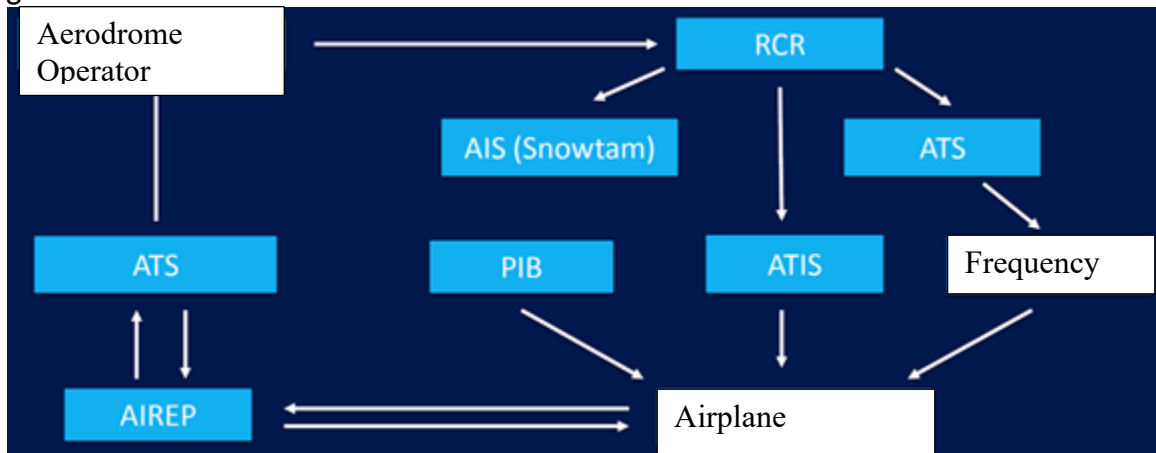 Aerodrome
Operator
RCR
AIS (Snowtam)
ATS
ATS
PIB
ATIS
Frequency
AIREP
Airplane